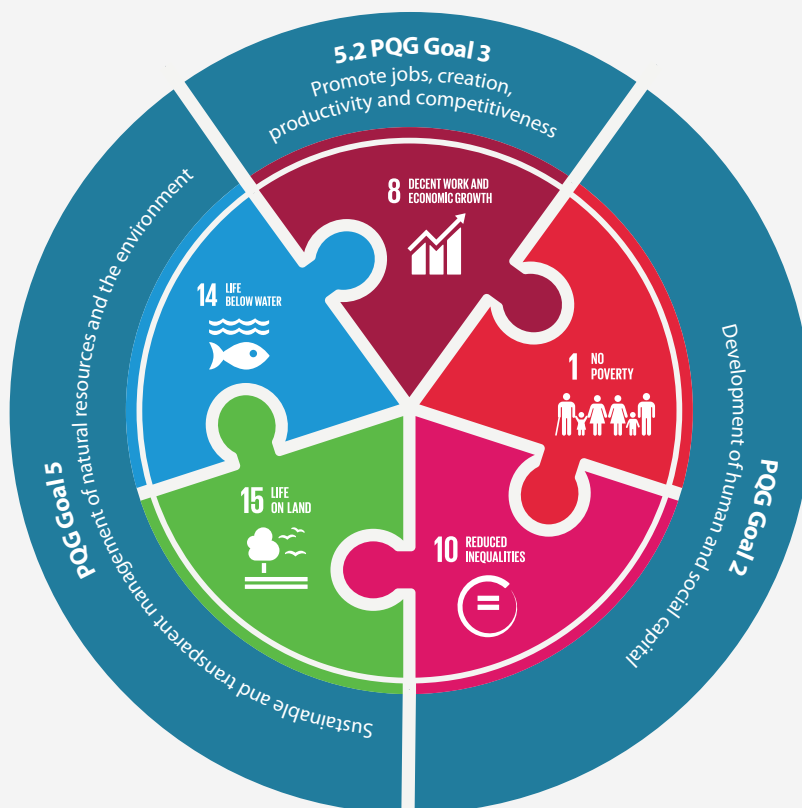 5.2 PQG Goal 3
Promote jobs, creation,
productivity and competitiveness
8 DECENT WORK AND
ECONOMIC GROWTH
14 LIFE
BELOW WATER
1 NO
POVERTY
15 LIFE
ON LAND
10 REDUCED
INEQUALITIES
PQG Goal 2
Development of human and social capital
PQG Goal 5
Sustainable and transparent management of natural resources and the environment